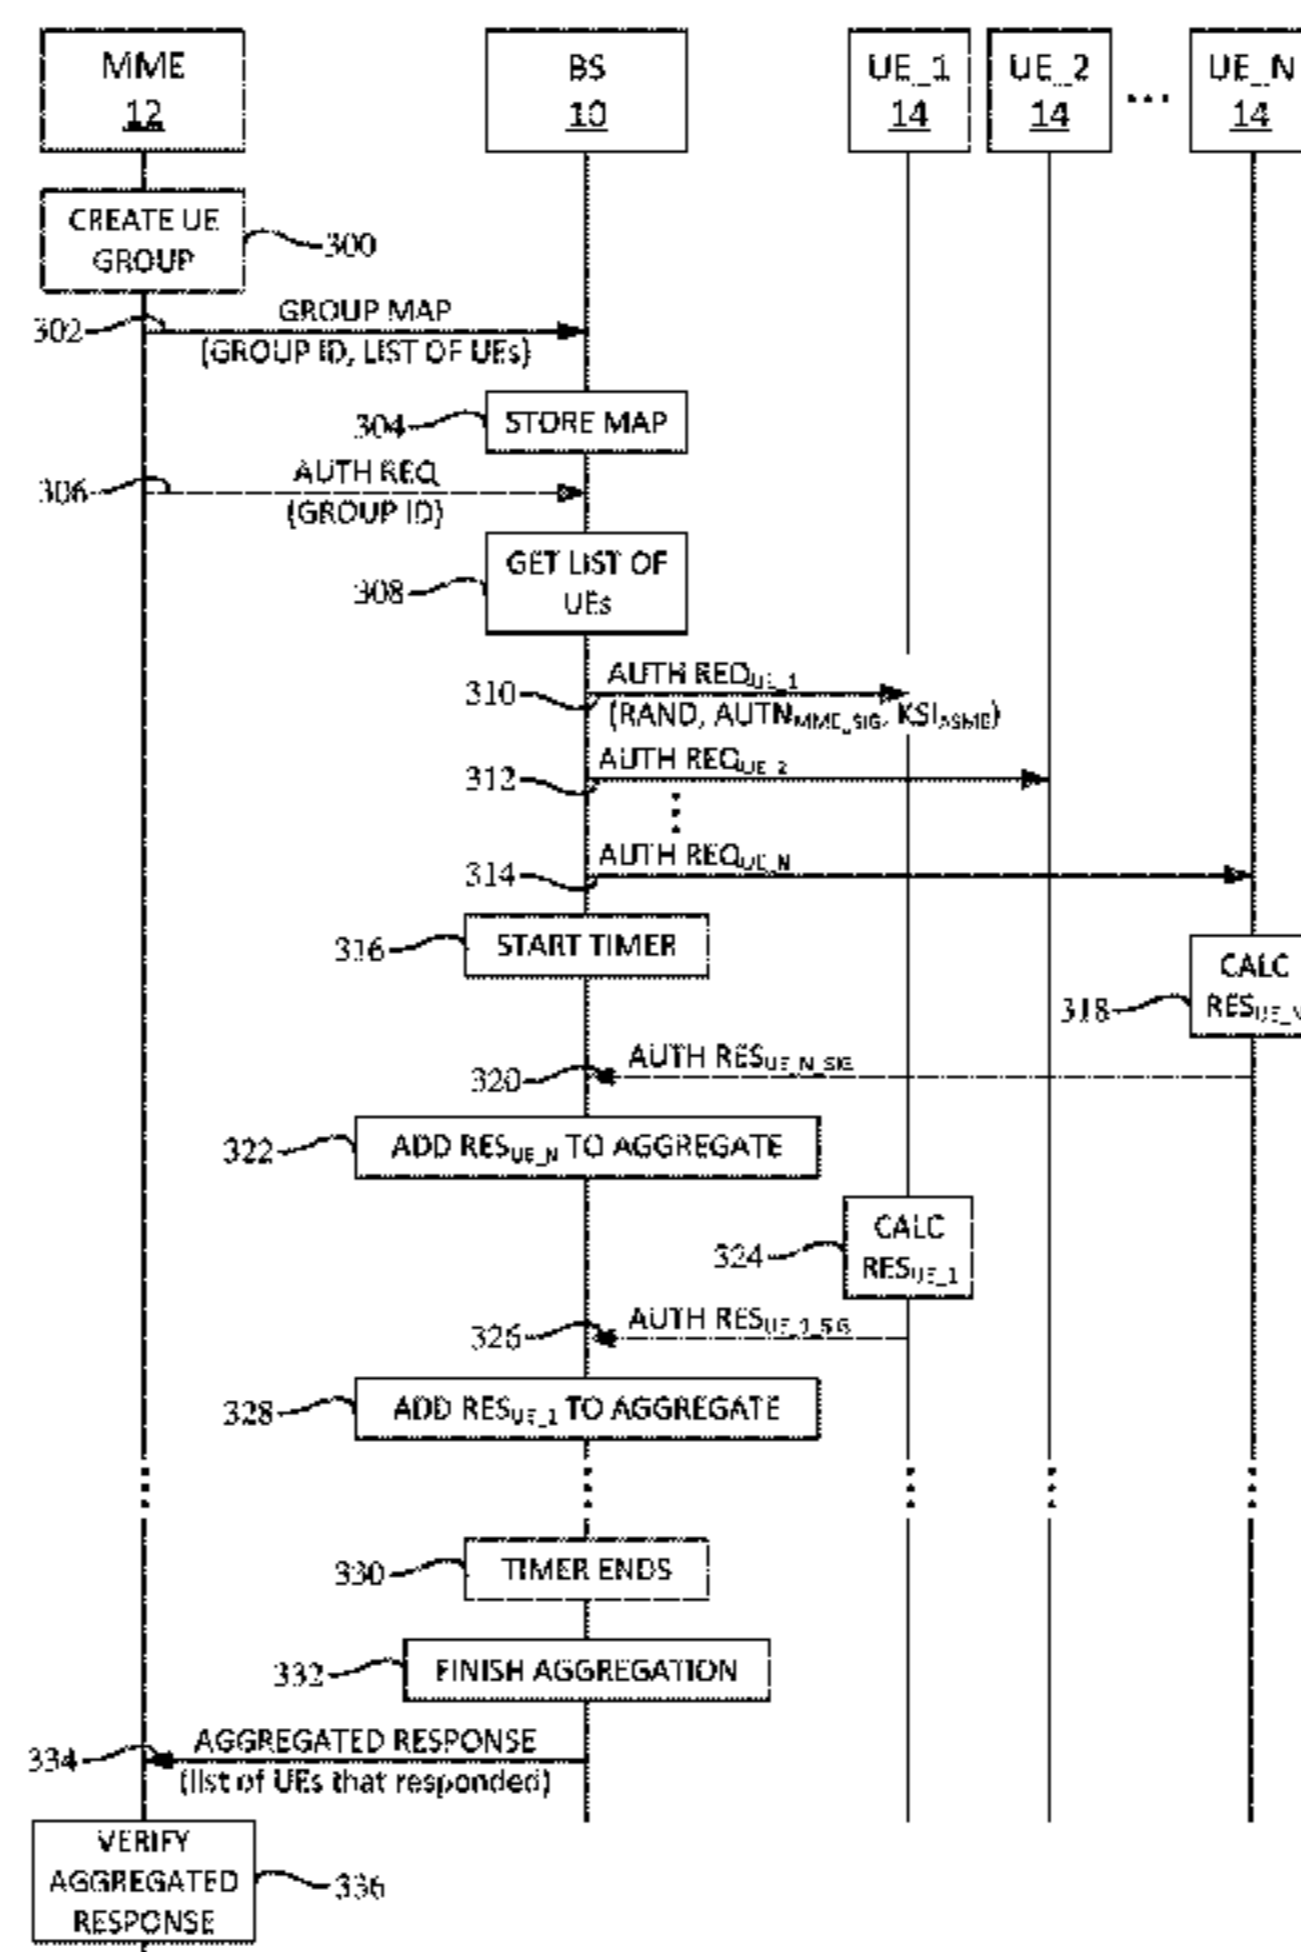 MME
12
BS
10
UE_1
14
UE_2
14
...
UE_N
14
CREATE UE
GROUP
300
GROUP MAP
302
(GROUP ID, LIST OF UEs)
304
STORE MAP
AUTH REQ
306
(GROUP ID)
GET LIST OF
UEs
308
AUTH REQUE_1
310
(RAND, AUTNMME_SIG, KSIASME)
AUTH REQUE_2
312
AUTH REQUE_N
314
START TIMER
316
CALC
RESUE_N
318
AUTH RESUE_N_SIG
320
ADD RESUE_N TO AGGREGATE
322
CALC
RESUE_1
324
AUTH RESUE_1_SIG
326
ADD RESUE_1 TO AGGREGATE
328
TIMER ENDS
330
FINISH AGGREGATION
332
AGGREGATED RESPONSE
334
(list of UEs that responded)
VERIFY
AGGREGATED
RESPONSE
336